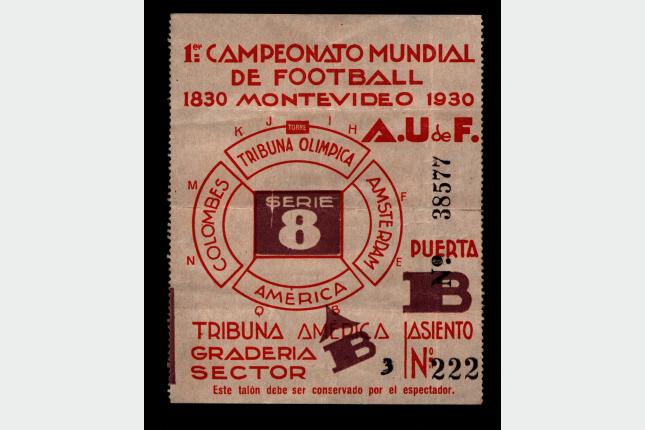 1er CAMPEONATO MUNDIAL
DE FOOTBALL
1830 MONTEVIDEO 1930
A.U de F.
K J TORRE I H
TRIBUNA OLIMPICA
M COLOMBES N
SERIE
8
AMSTERDAM
F
E
AMÉRICA
Q B
Nº 38577
PUERTA
B
TRIBUNA AMÉRICA
GRADERIA B
SECTOR 3
ASIENTO
Nº 222
Este talón debe ser conservado por el espectador.